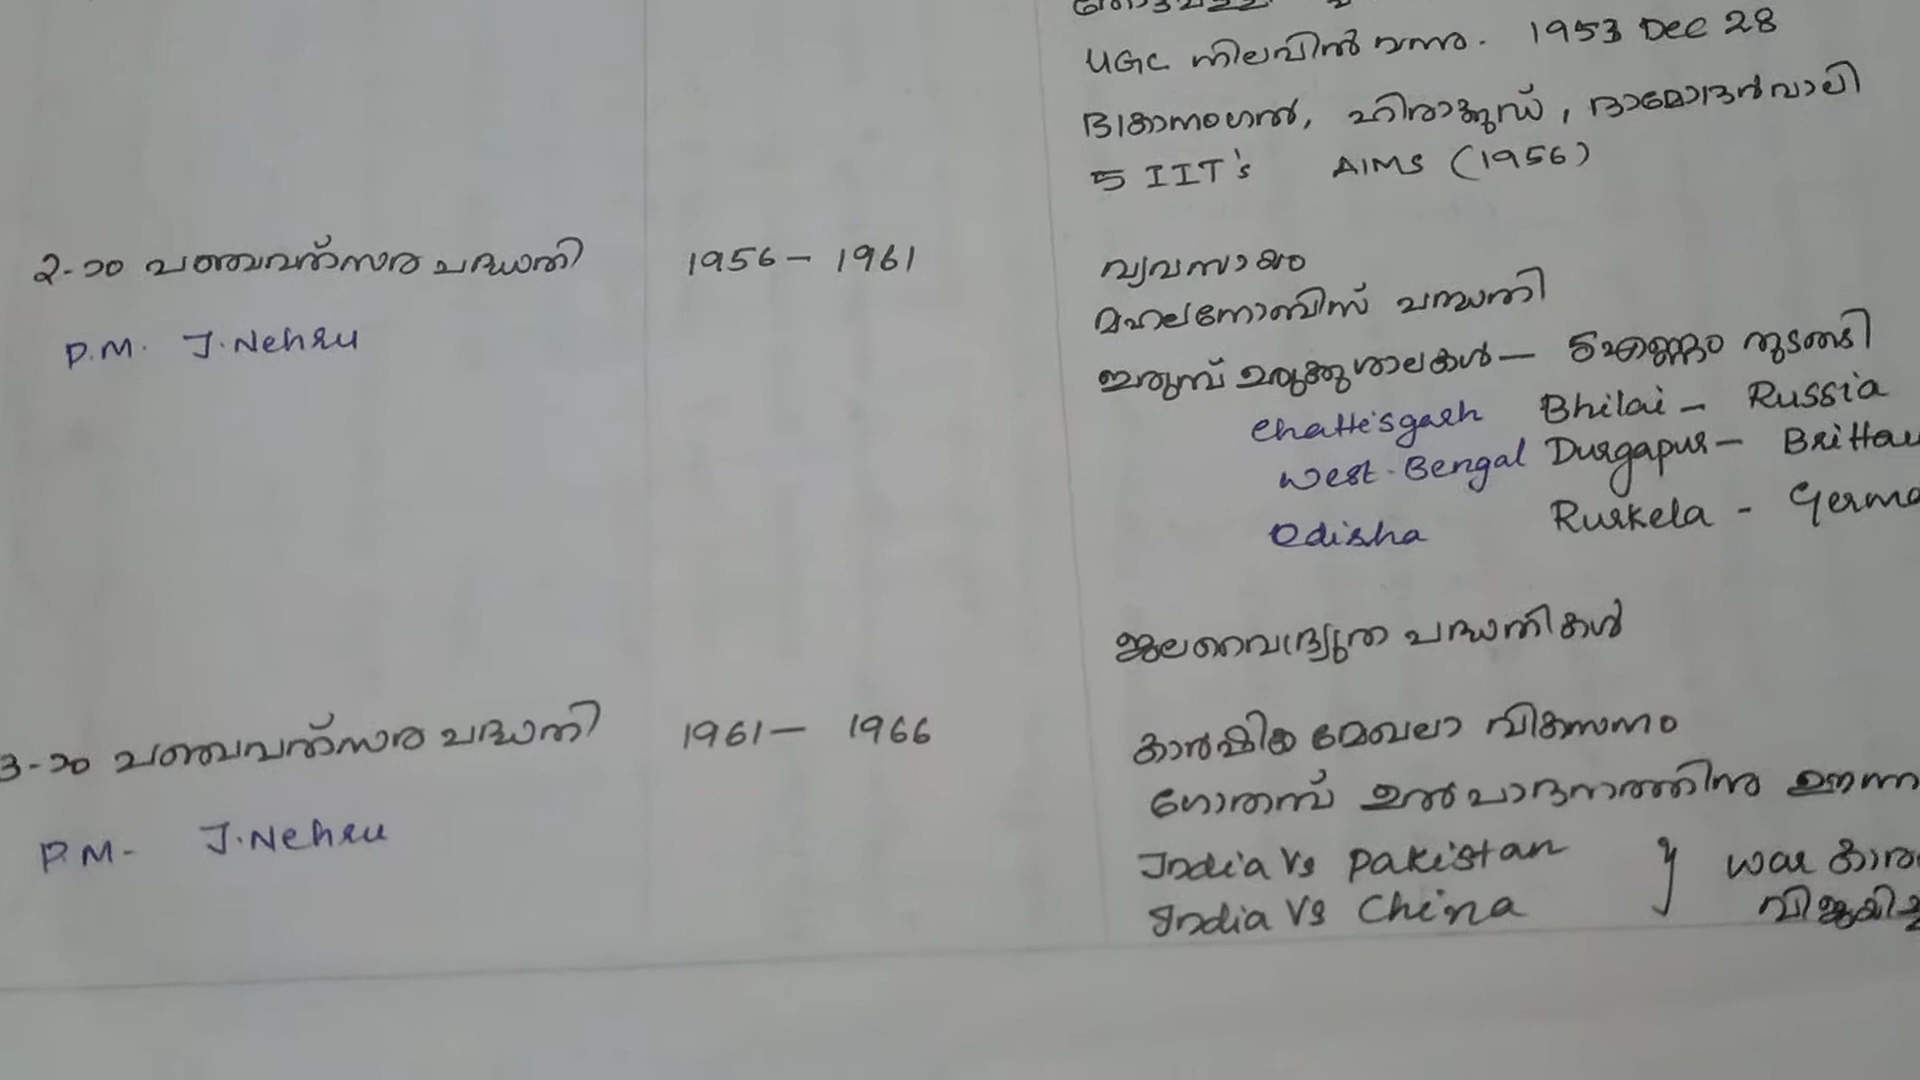 UGC നിലവിൽ വന്നു. 1953 Dec 28
ഭക്രാനംഗൽ, ഹിരാക്കുഡ്, ദാമോദർവാലി
5 IIT's AIMS (1956)
2-ാം പഞ്ചവത്സര പദ്ധതി 1956 - 1961 വ്യവസായം
മഹലനോബിസ് പദ്ധതി
P.M. J.Nehru
ഇരുമ്പ് ഉരുക്കുശാലകൾ - തുടങ്ങി
Chattisgarh Bhilai - Russia
West-Bengal Durgapur -
Odisha Rurkela -
ജലവൈദ്യുത പദ്ധതികൾ
3-ാം പഞ്ചവത്സര പദ്ധതി 1961 - 1966 കാർഷിക മേഖലാ വികസനം
ഗോതമ്പ് ഉൽപാദനത്തിനു
P.M- J.Nehru
India Vs Pakistan } war
India Vs China